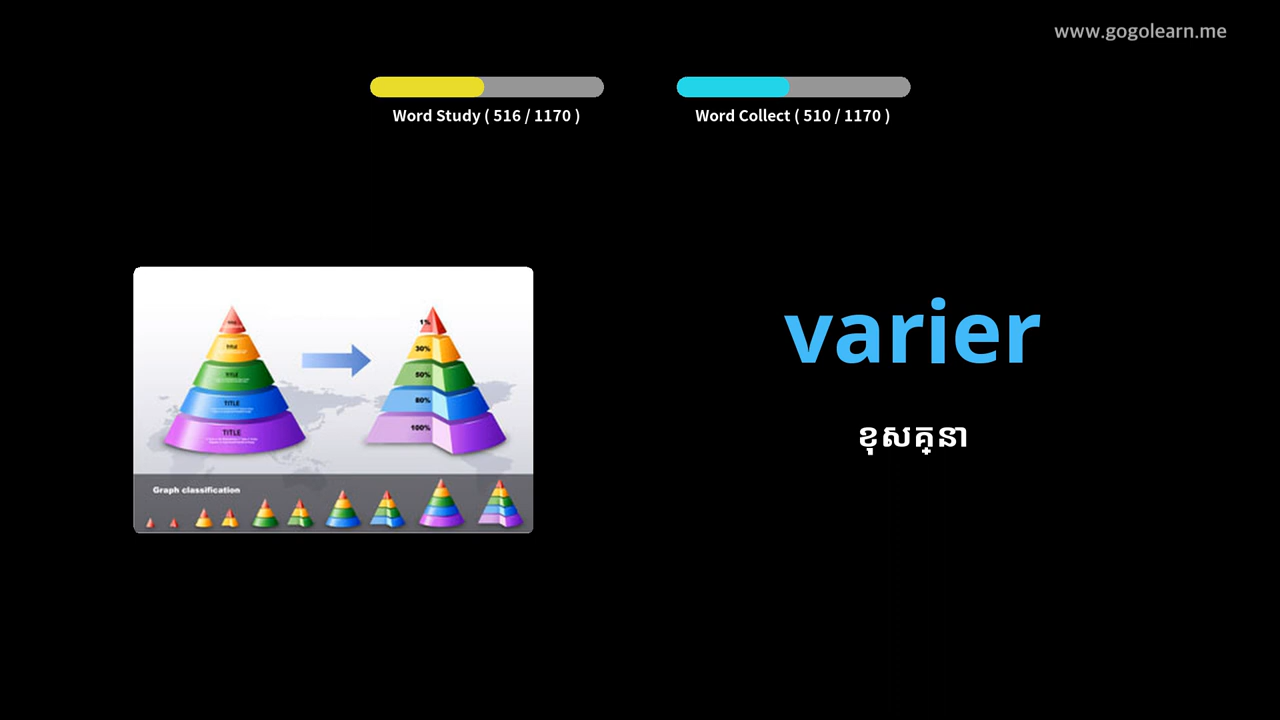 www.gogolearn.me
Word Study ( 516 / 1170 )
Word Collect ( 510 / 1170 )
varier
ខុសគ្នា
TITLE
TITLE
TITLE
TITLE
1%
30%
50%
80%
100%
Graph classification